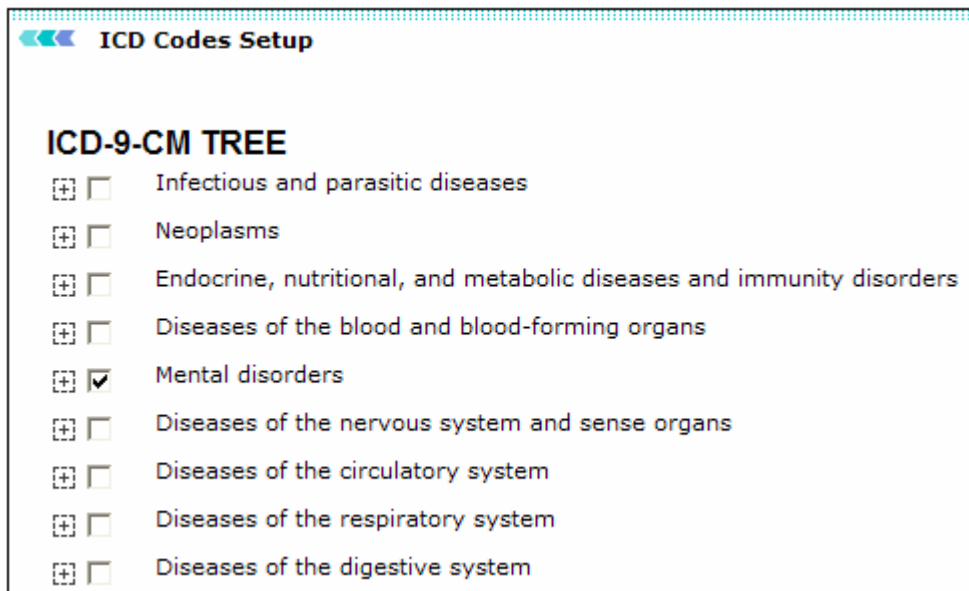 ICD Codes Setup
ICD-9-CM TREE
Infectious and parasitic diseases
Neoplasms
Endocrine, nutritional, and metabolic diseases and immunity disorders
Diseases of the blood and blood-forming organs
Mental disorders
Diseases of the nervous system and sense organs
Diseases of the circulatory system
Diseases of the respiratory system
Diseases of the digestive system